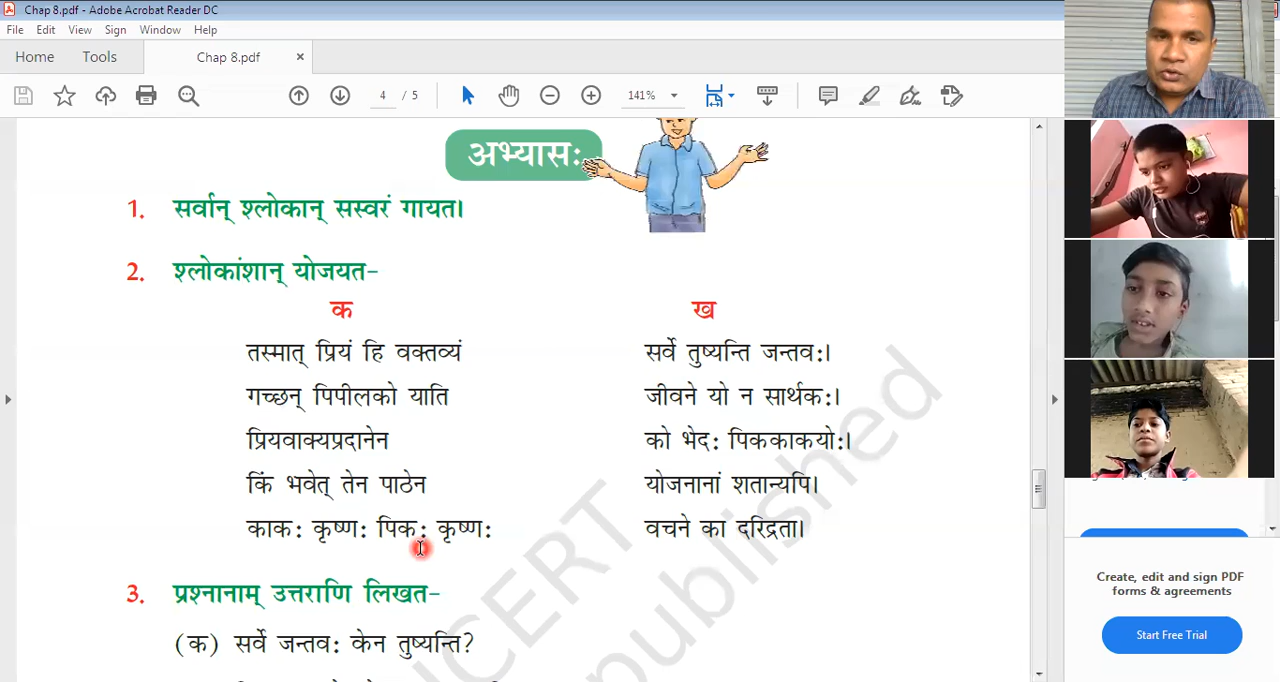 Chap 8.pdf - Adobe Acrobat Reader DC
File Edit View Sign Window Help
Home Tools Chap 8.pdf ×
4 / 5 141%
अभ्यासः
1. सर्वान् श्लोकान् सस्वरं गायत।
2. श्लोकांशान् योजयत-
क ख
तस्मात् प्रियं हि वक्तव्यं सर्वे तुष्यन्ति जन्तवः।
गच्छन् पिपीलको याति जीवने यो न सार्थकः।
प्रियवाक्यप्रदानेन को भेदः पिककाकयोः।
किं भवेत् तेन पाठेन योजनानां शतान्यपि।
काकः कृष्णः पिकः कृष्णः वचने का दरिद्रता।
3. प्रश्नानाम् उत्तराणि लिखत-
(क) सर्वे जन्तवः केन तुष्यन्ति?
NCERT
published
Create, edit and sign PDF
forms & agreements
Start Free Trial